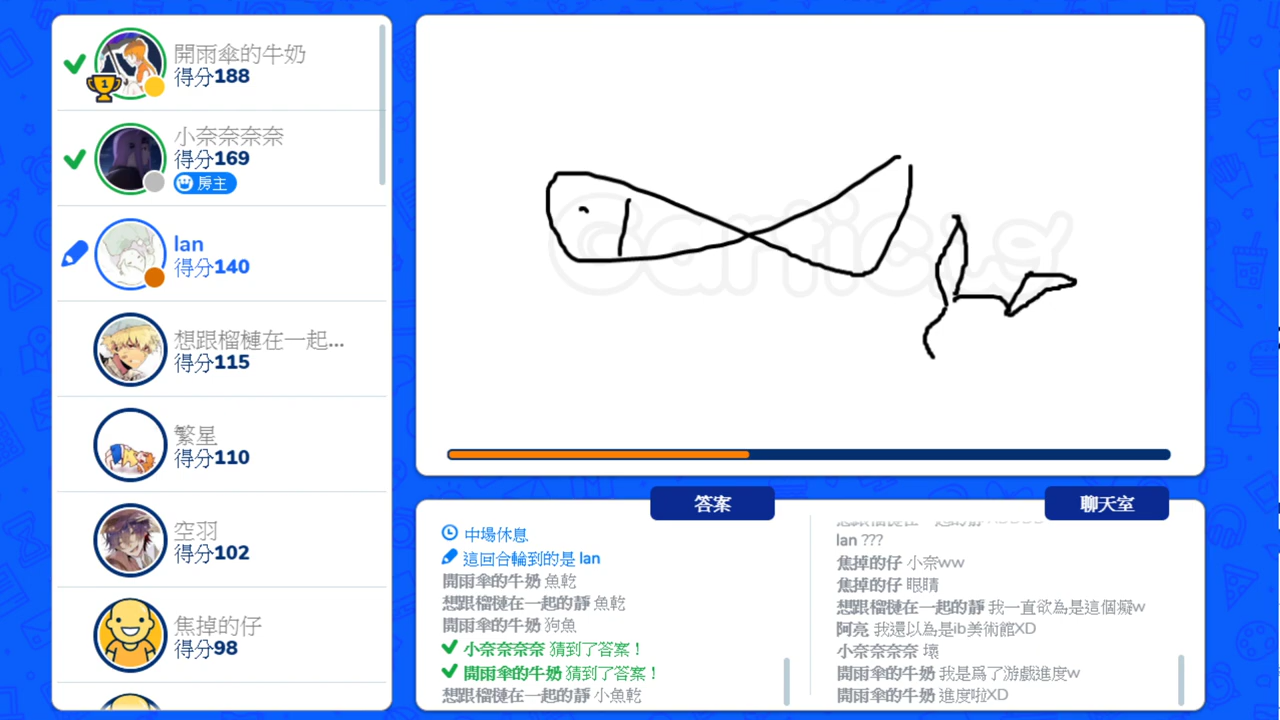 開雨傘的牛奶
得分188
1
小奈奈奈奈
得分169
房主
lan
得分140
想跟榴槤在一起...
得分115
繁星
得分110
空羽
得分102
焦掉的仔
得分98
Gartic.io
答案
中場休息
這回合輪到的是 lan
開雨傘的牛奶 魚乾
想跟榴槤在一起的靜 魚乾
開雨傘的牛奶 狗魚
小奈奈奈奈 猜到了答案！
開雨傘的牛奶 猜到了答案！
想跟榴槤在一起的靜 小魚乾
聊天室
lan ???
焦掉的仔 小奈ww
焦掉的仔 眼睛
想跟榴槤在一起的靜 我一直欲為是這個礙w
阿亮 我還以為是ib美術館XD
小奈奈奈奈 壞
開雨傘的牛奶 我是爲了游戲進度w
開雨傘的牛奶 進度啦XD